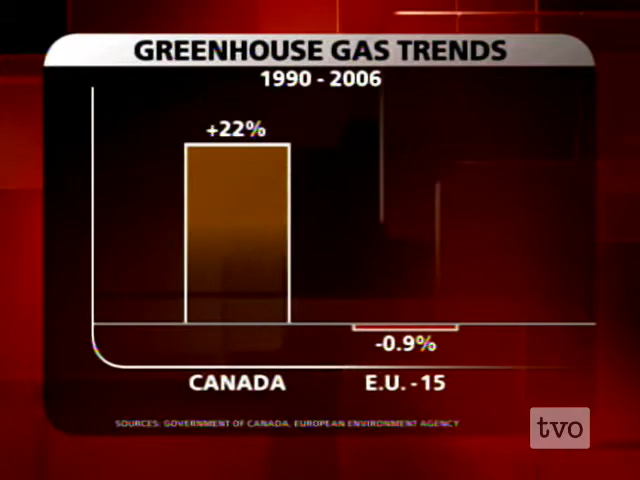 GREENHOUSE GAS TRENDS
1990 - 2006
+22%
-0.9%
CANADA
E.U. - 15
SOURCES: GOVERNMENT OF CANADA, EUROPEAN ENVIRONMENT AGENCY
tvo